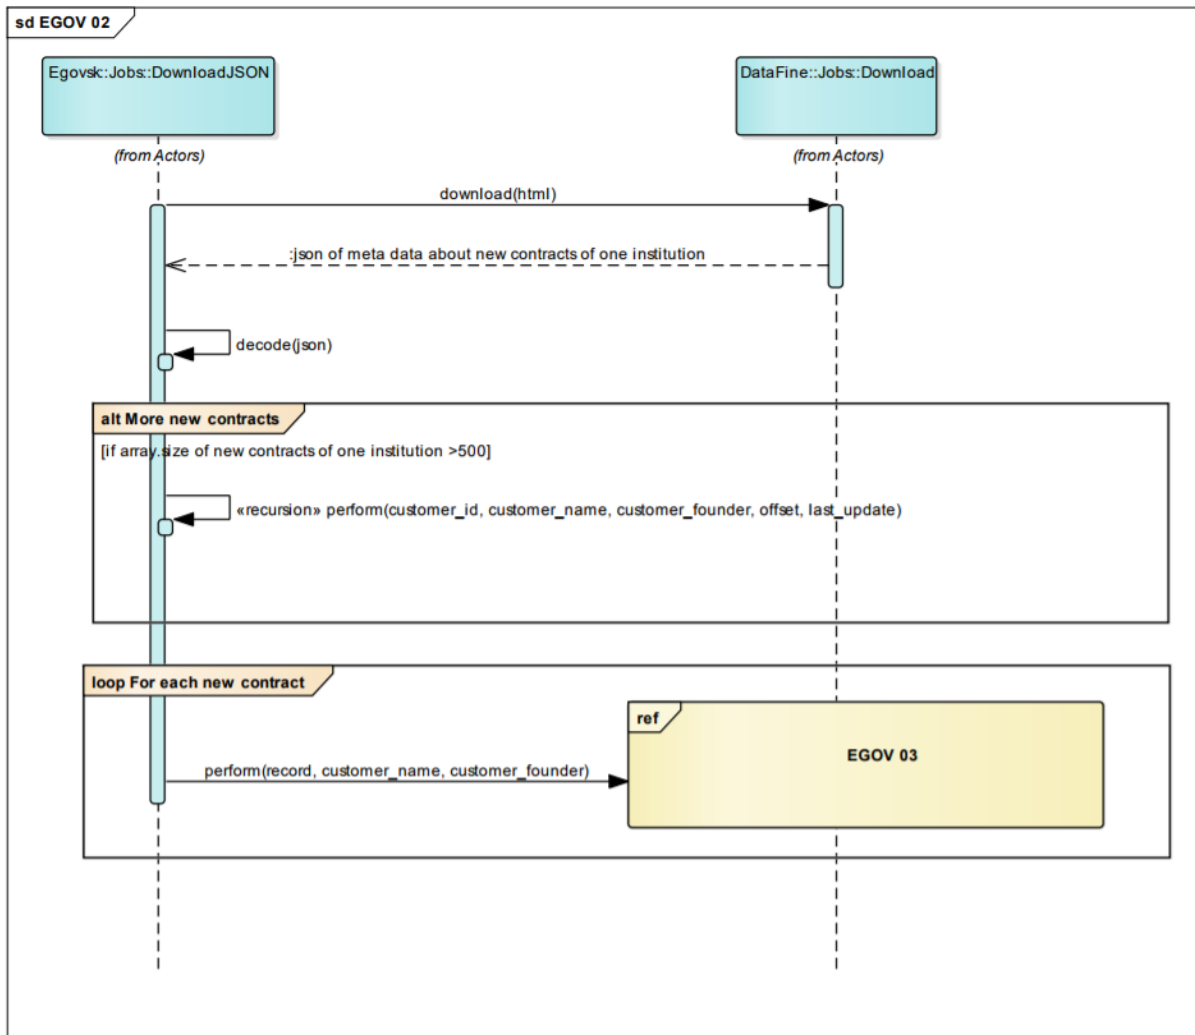 sd EGOV 02
Egovsk::Jobs::DownloadJSON
DataFine::Jobs::Download
(from Actors)
(from Actors)
download(html)
:json of meta data about new contracts of one institution
decode(json)
alt More new contracts
[if array.size of new contracts of one institution >500]
«recursion» perform(customer_id, customer_name, customer_founder, offset, last_update)
loop For each new contract
ref
EGOV 03
perform(record, customer_name, customer_founder)